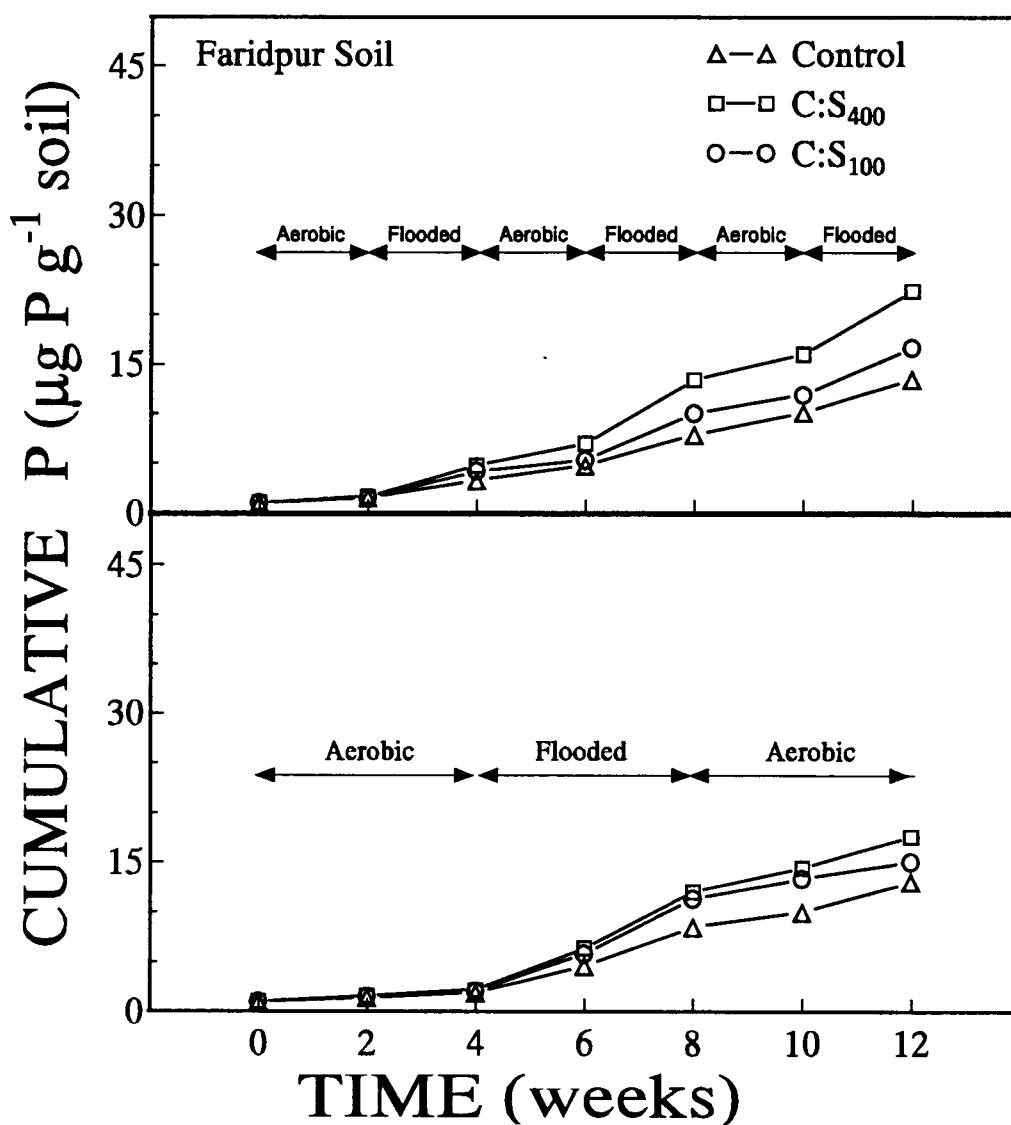 CUMULATIVE P (µg P g⁻¹ soil)
Faridpur Soil
△—△ Control
□—□ C:S₄₀₀
○—○ C:S₁₀₀
45
30
15
0
Aerobic Flooded Aerobic Flooded Aerobic Flooded
45
30
15
0
Aerobic Flooded Aerobic
0 2 4 6 8 10 12
TIME (weeks)